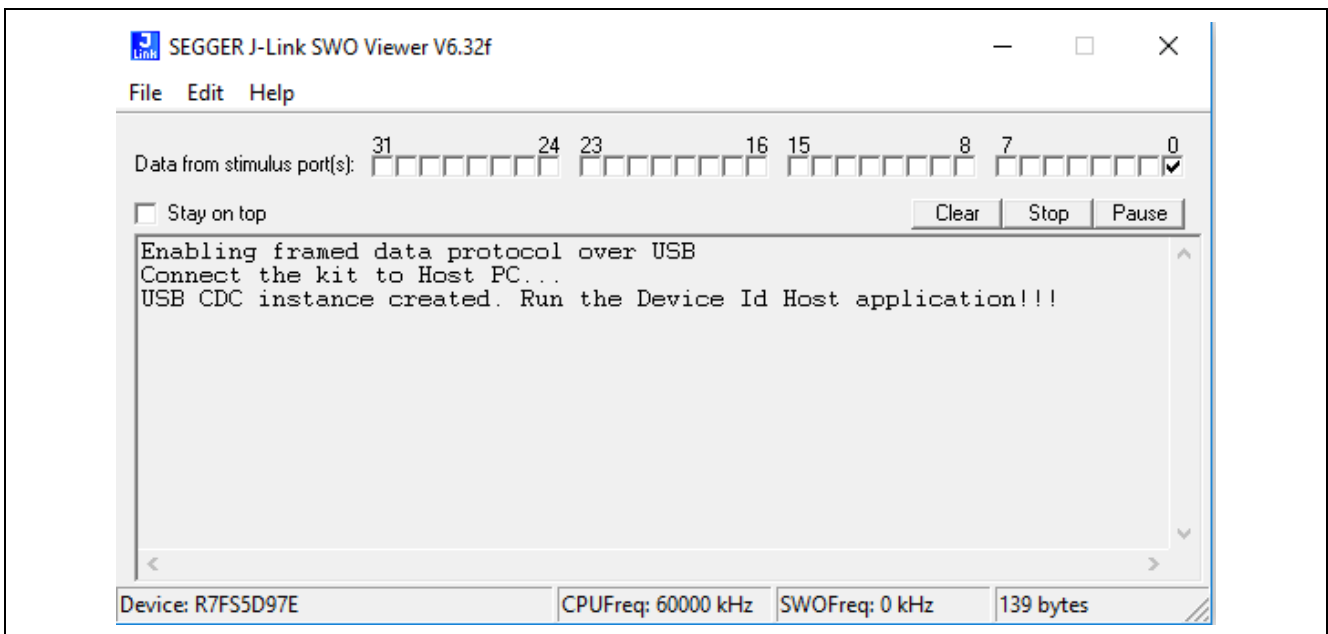 J Link SEGGER J-Link SWO Viewer V6.32f
File Edit Help
31 24 23 16 15 8 7 0
Data from stimulus port(s):
Stay on top Clear Stop Pause
Enabling framed data protocol over USB
Connect the kit to Host PC...
USB CDC instance created. Run the Device Id Host application!!!
Device: R7FS5D97E CPUFreq: 60000 kHz SWOFreq: 0 kHz 139 bytes